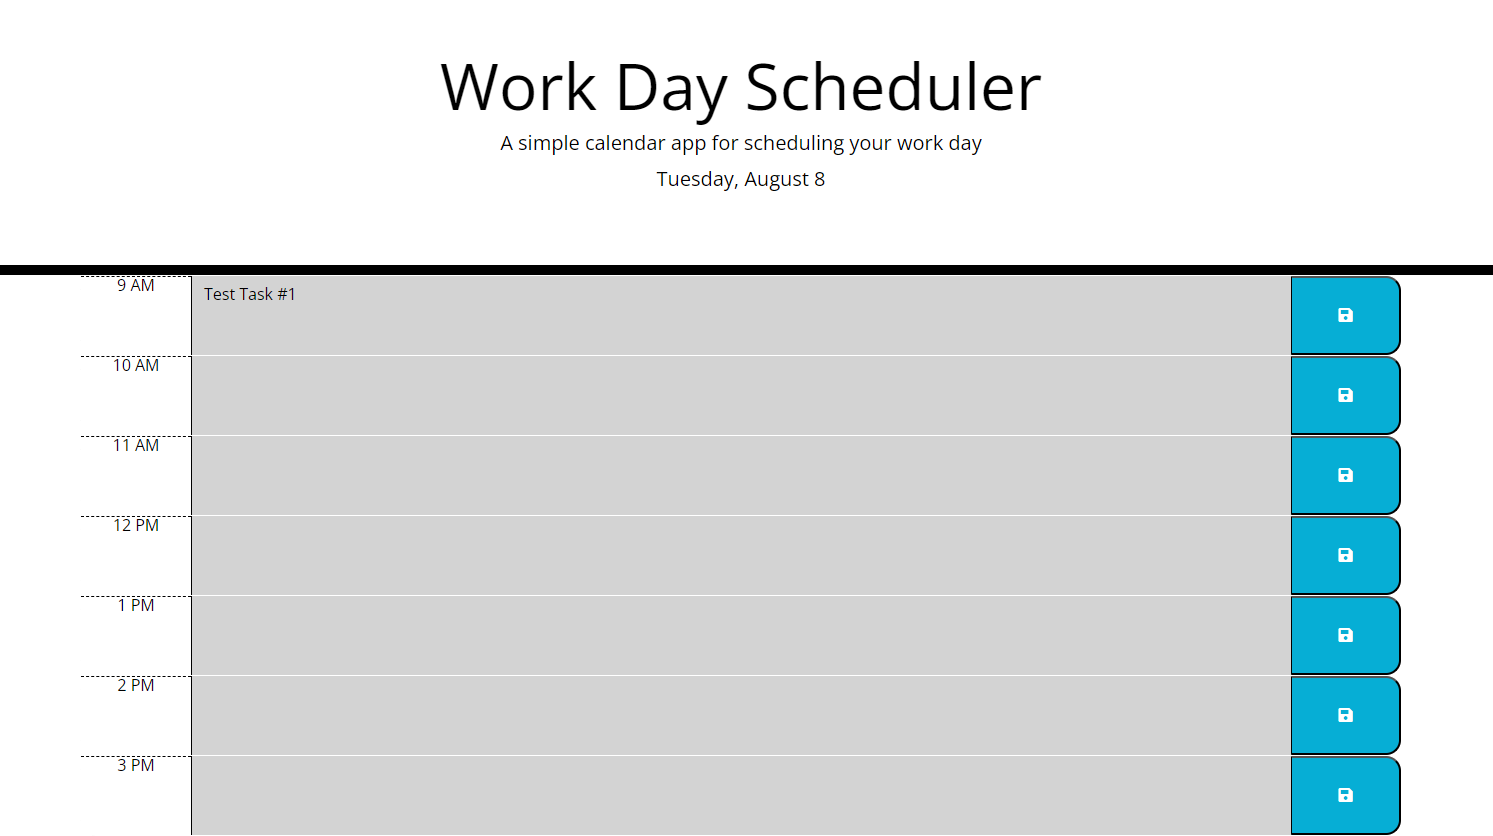 Work Day Scheduler
A simple calendar app for scheduling your work day
Tuesday, August 8
9 AM
Test Task #1
10 AM
11 AM
12 PM
1 PM
2 PM
3 PM